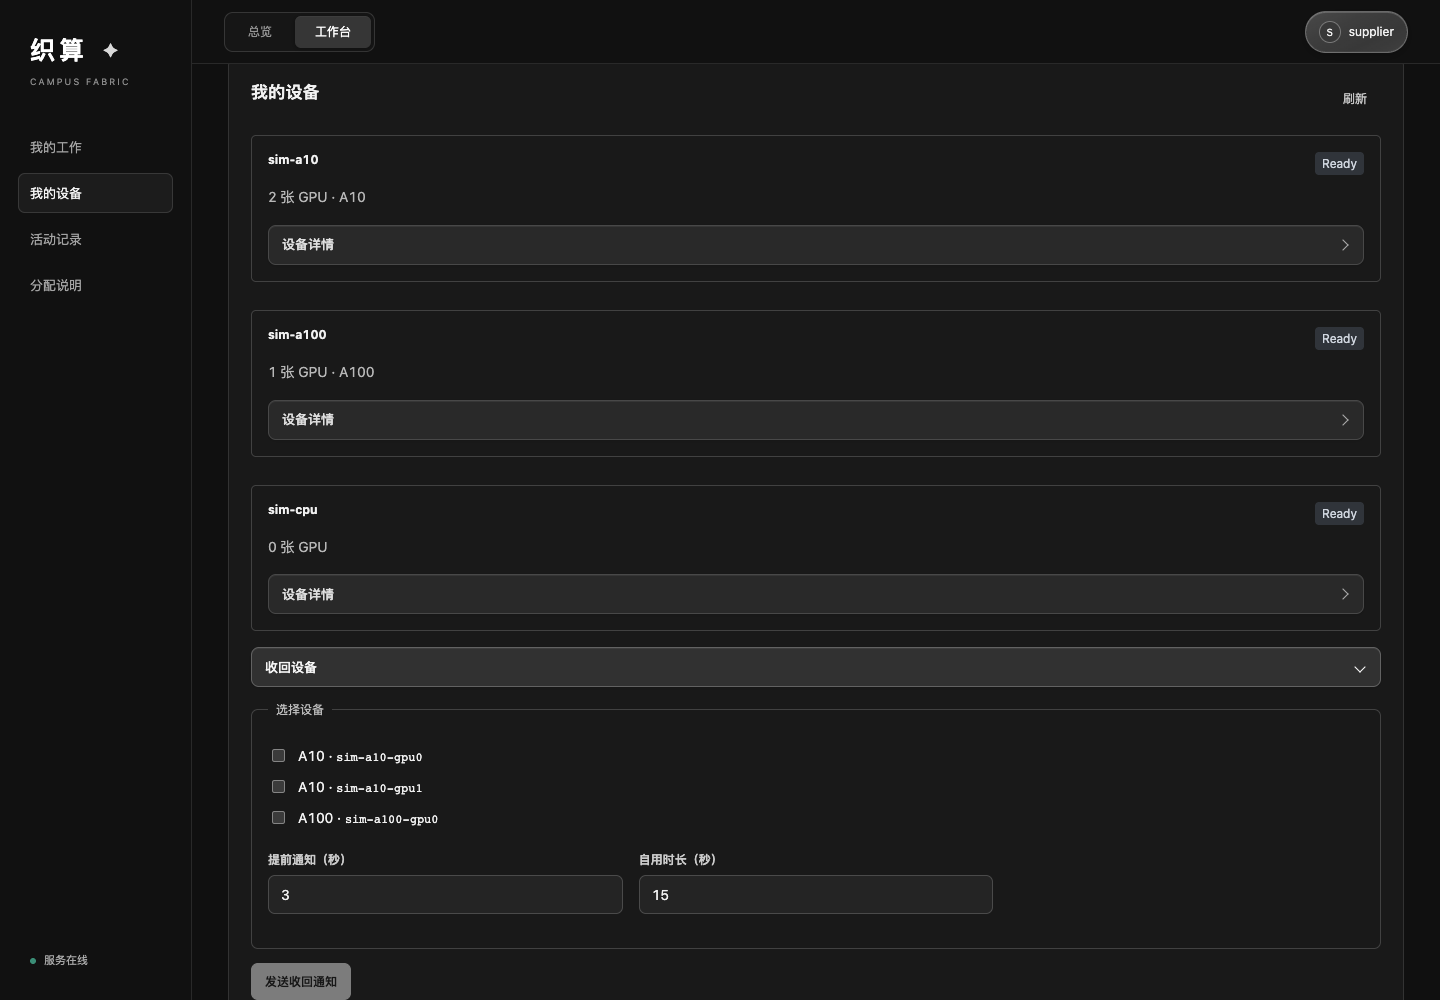 织算
CAMPUS FABRIC
总览
工作台
S
supplier
我的工作
我的设备
活动记录
分配说明
服务在线
我的设备
刷新
sim-a10
Ready
2 张 GPU · A10
设备详情
sim-a100
Ready
1 张 GPU · A100
设备详情
sim-cpu
Ready
0 张 GPU
设备详情
收回设备
选择设备
A10 · sim-a10-gpu0
A10 · sim-a10-gpu1
A100 · sim-a100-gpu0
提前通知（秒）
自用时长（秒）
3
15
发送收回通知